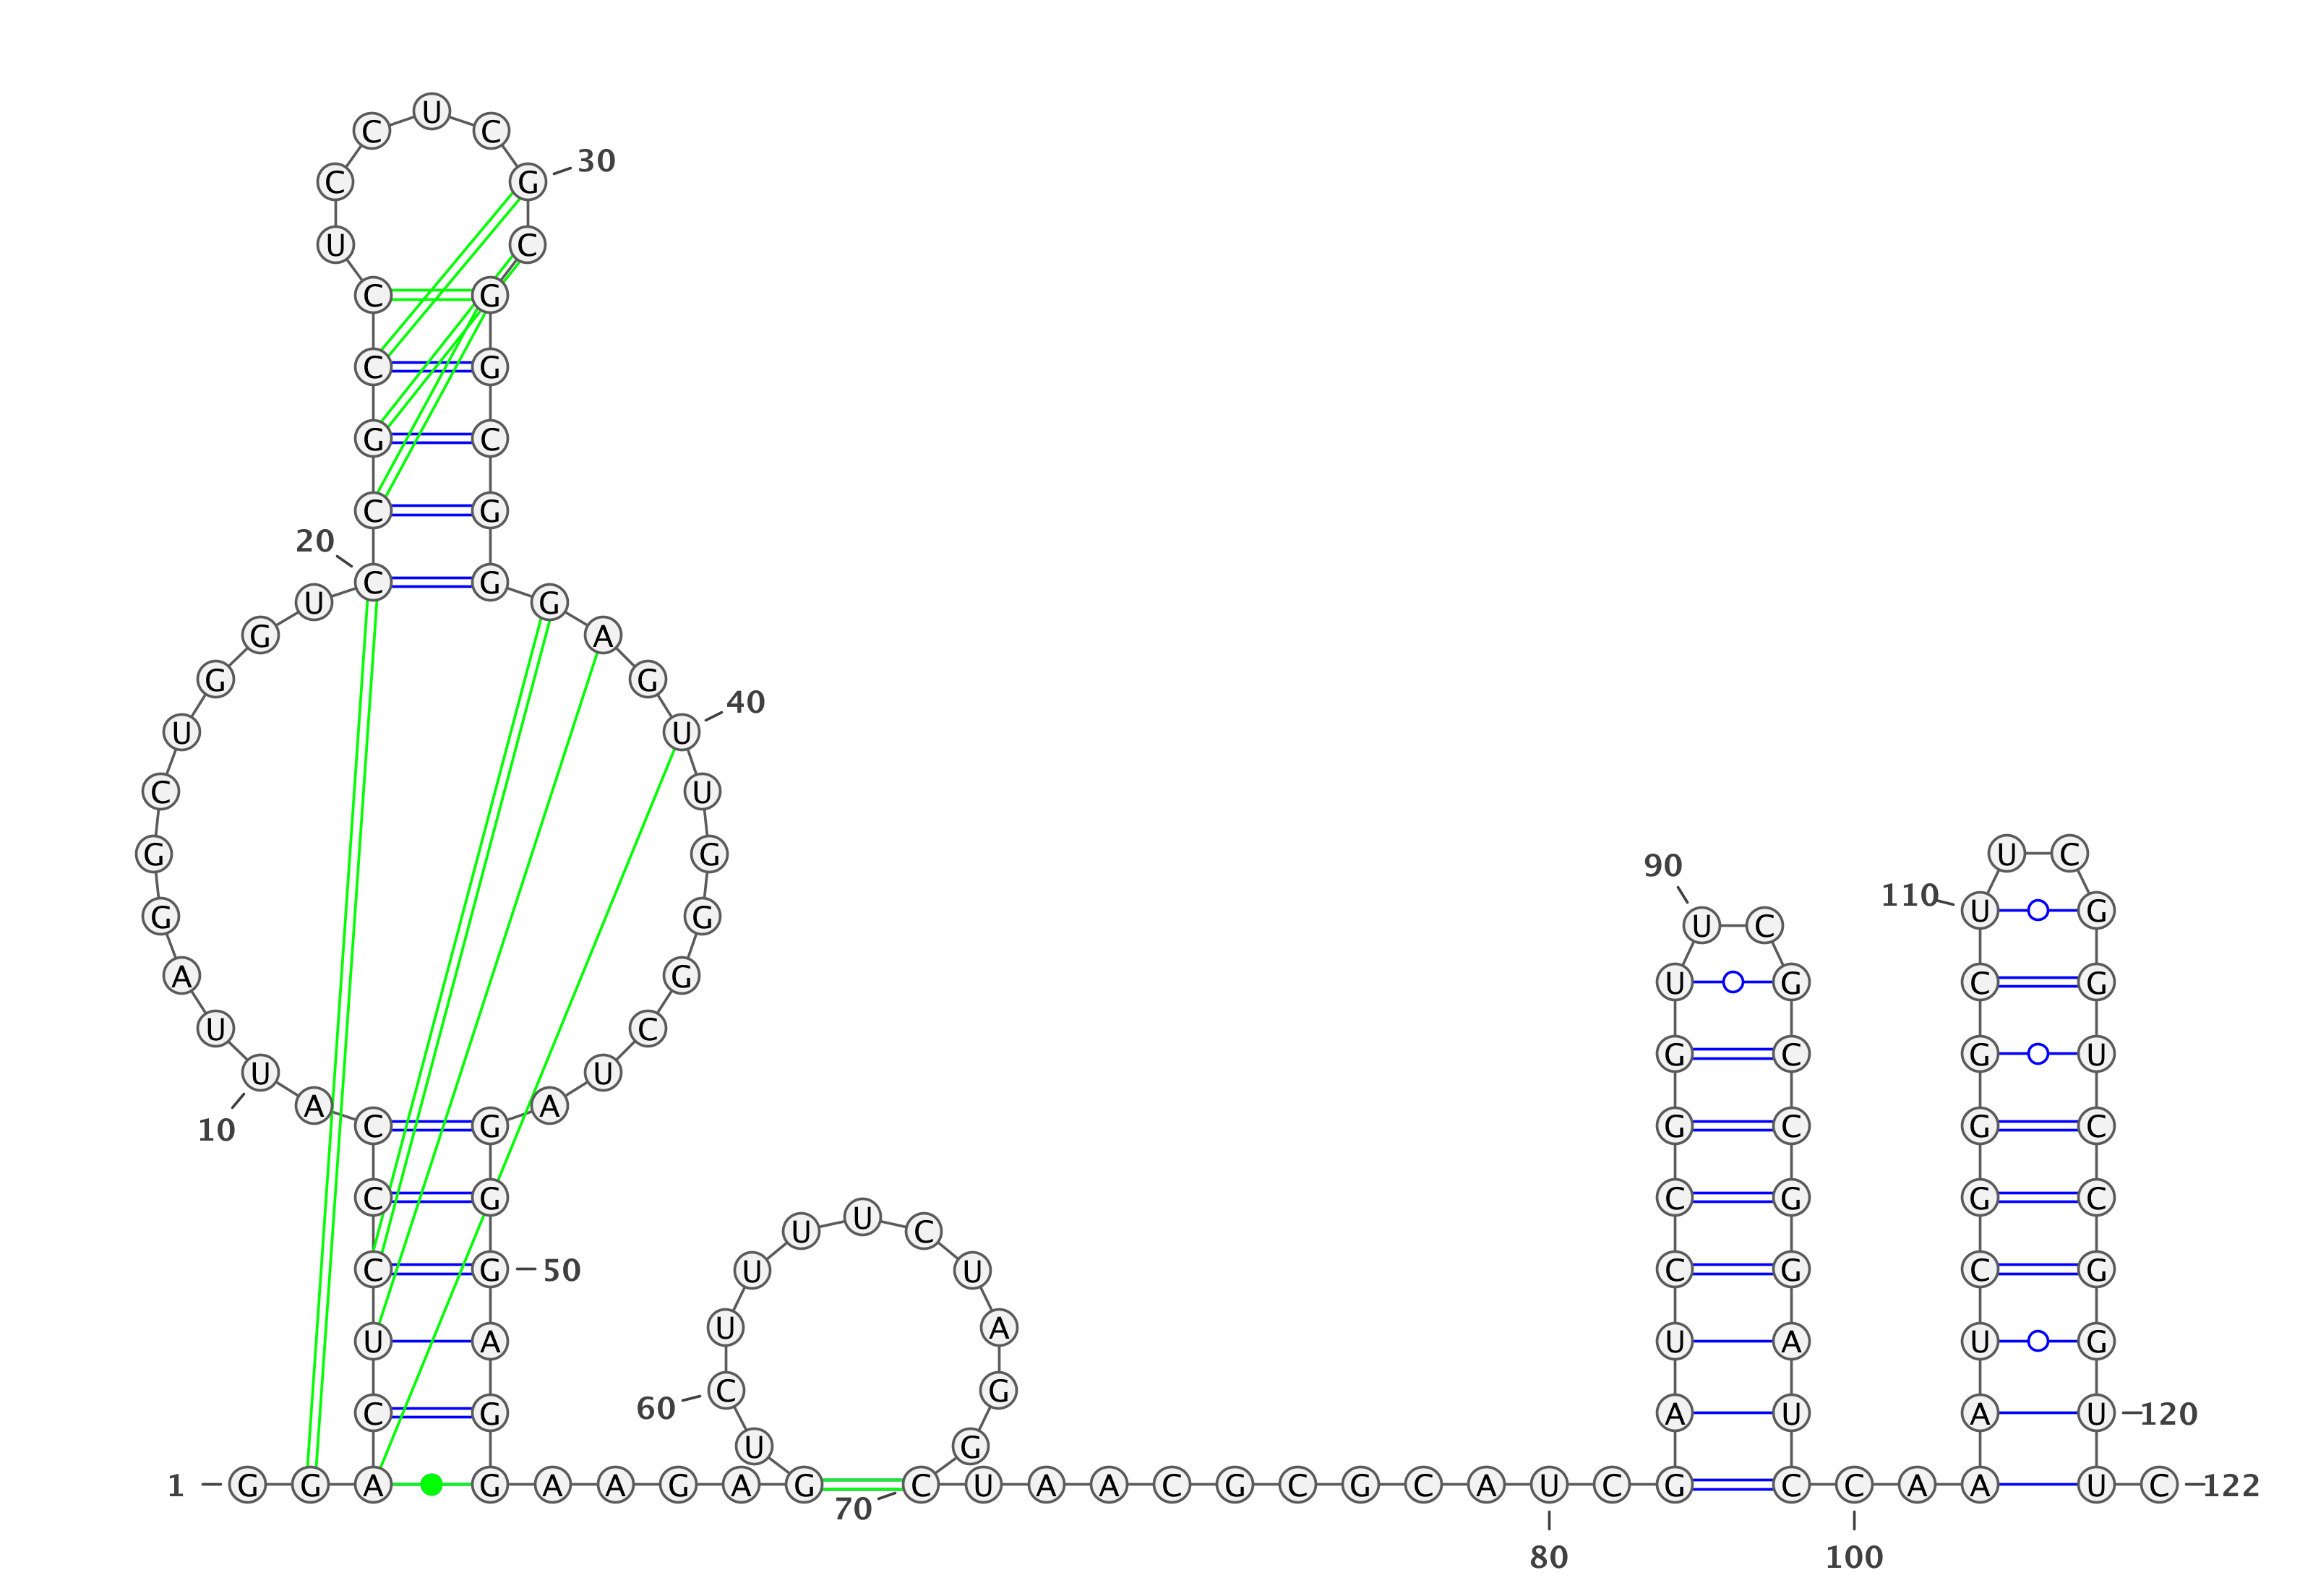 U
C C
30
C G
U C
C G
C G
G C
C G
20
C G
U G
G A
G G
40
U U
C U
G G U C
90
110
U G
G G U C
A G U G C G
U C
G C G U
U U
A A
C G G C G C
10
C G C G G C
U
U C
C G 50 U U C G C G
U A
U A U A U G
C G
60
C G A U A U 120
U G
1 G G A G A A G A G C U A A C G C G C A U C G C C A A U C 122
70
80 100